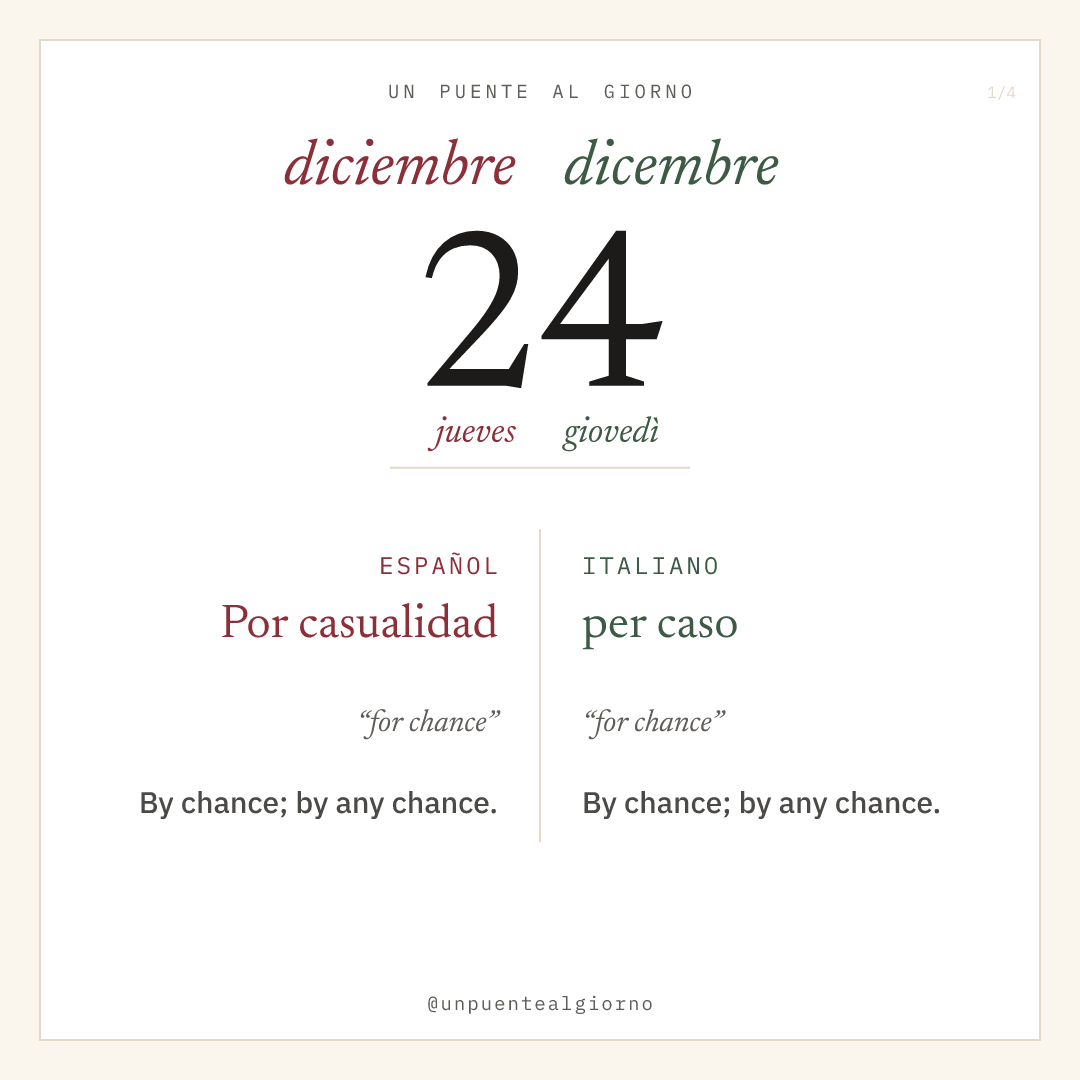 UN PUENTE AL GIORNO
1/4
diciembre dicembre
24
jueves giovedì
ESPAÑOL
Por casualidad
“for chance”
By chance; by any chance.
ITALIANO
per caso
“for chance”
By chance; by any chance.
@unpuentealgiorno